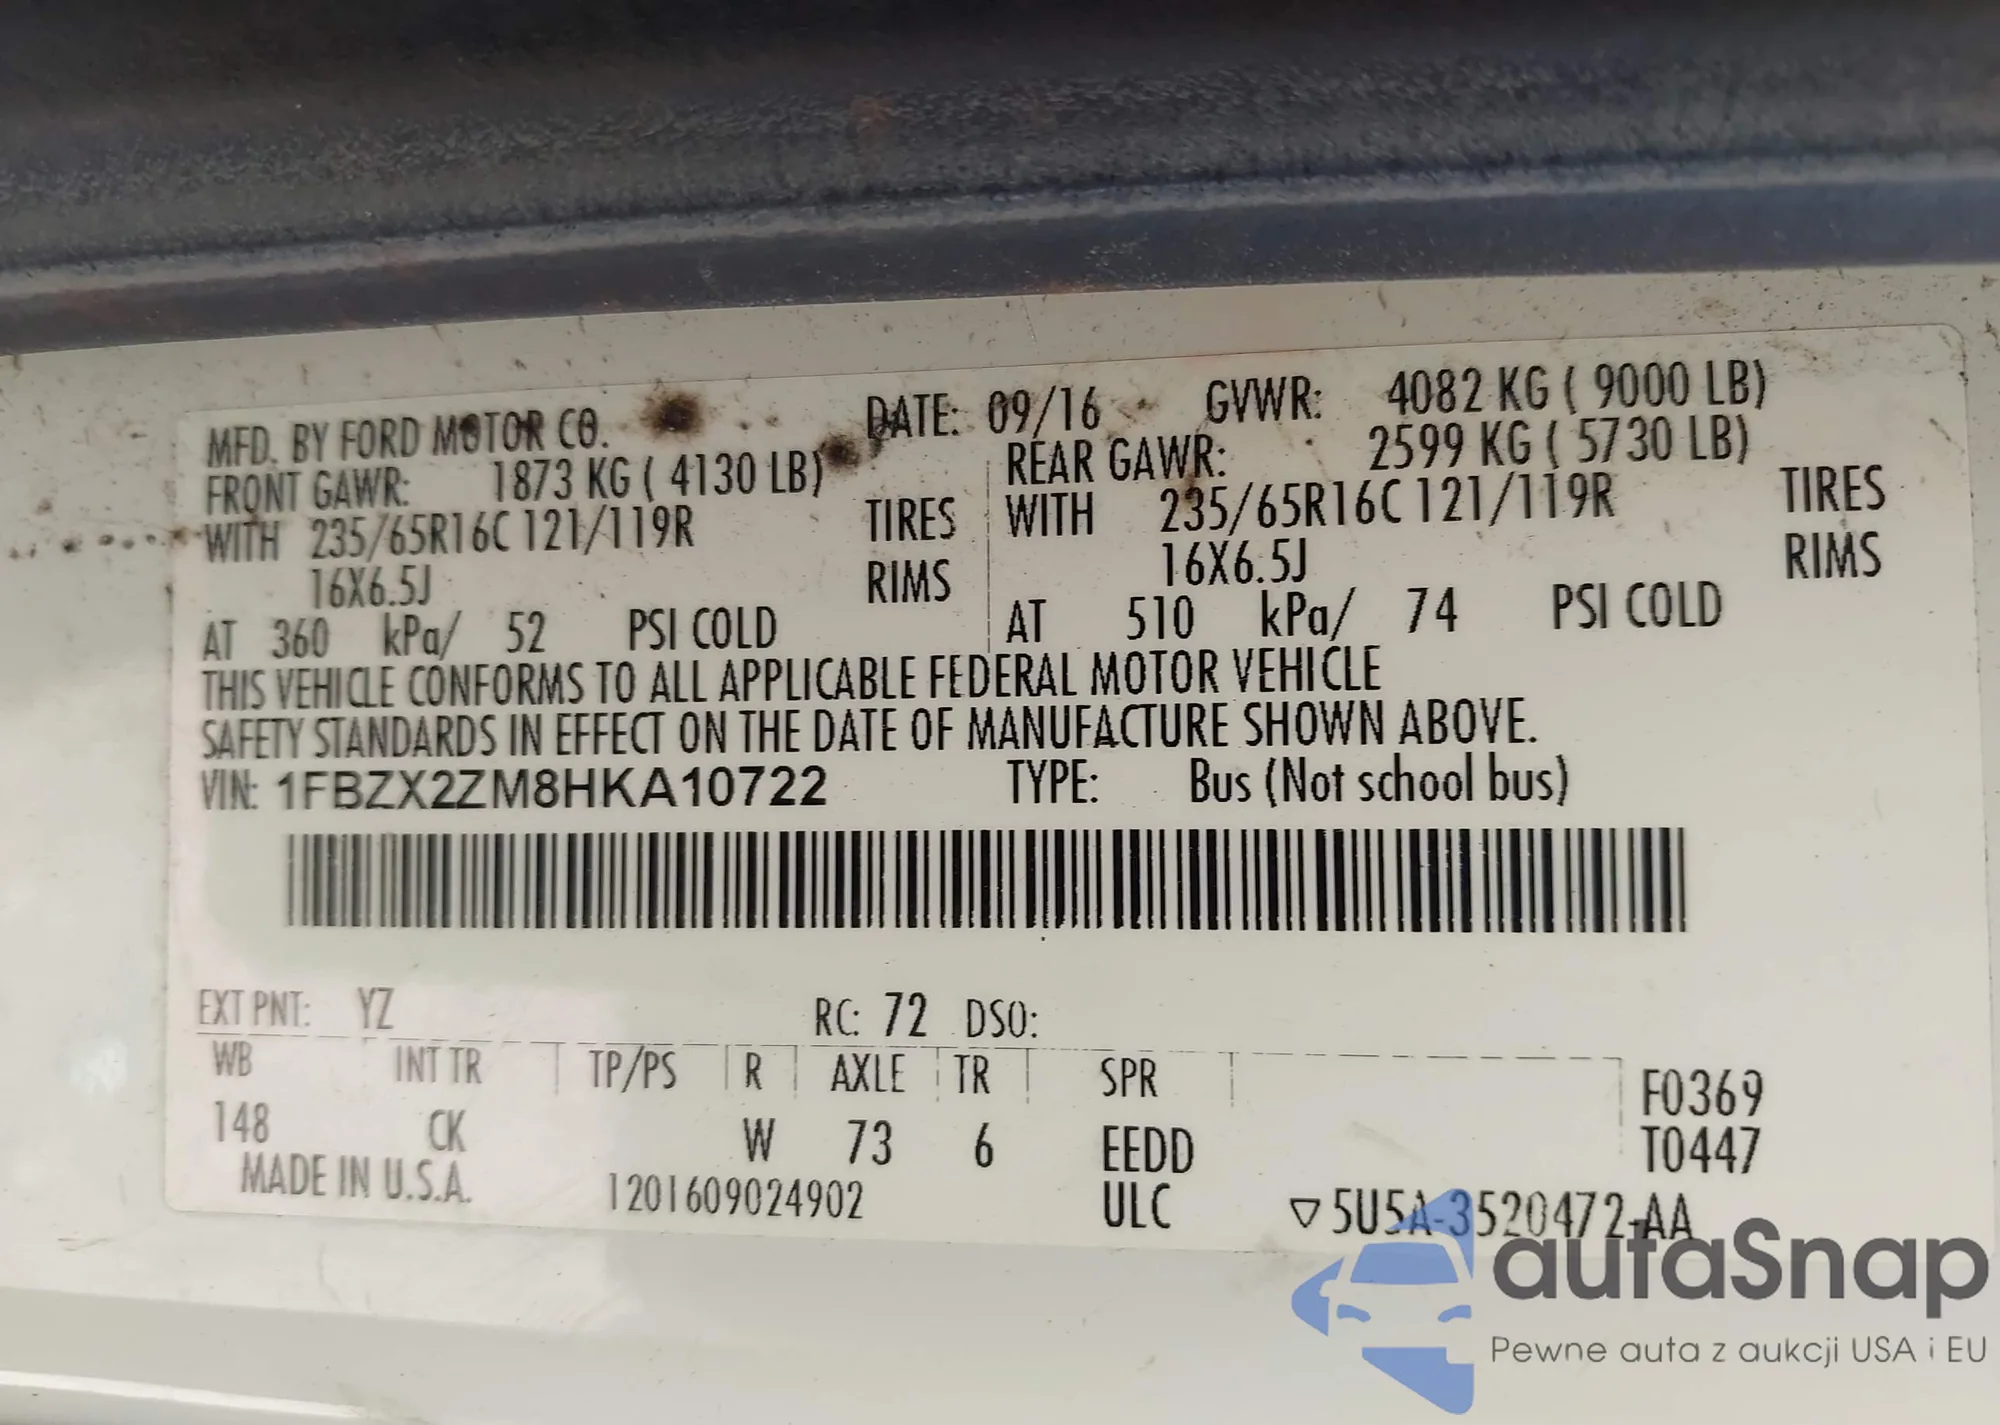 MFD. BY FORD MOTOR CO. DATE: 09/16 GVWR: 4082 KG ( 9000 LB)
FRONT GAWR: 1873 KG ( 4130 LB) REAR GAWR: 2599 KG ( 5730 LB)
WITH 235/65R16C 121/119R TIRES WITH 235/65R16C 121/119R TIRES
16X6.5J RIMS 16X6.5J RIMS
AT 360 kPa/ 52 PSI COLD AT 510 kPa/ 74 PSI COLD
THIS VEHICLE CONFORMS TO ALL APPLICABLE FEDERAL MOTOR VEHICLE
SAFETY STANDARDS IN EFFECT ON THE DATE OF MANUFACTURE SHOWN ABOVE.
VIN: 1FBZX2ZM8HKA10722 TYPE: Bus (Not school bus)
EXT PNT: YZ RC: 72 DSO:
WB INT TR TP/PS R AXLE TR SPR F0369
148 CK W 73 6 EEDD T0447
MADE IN U.S.A. 1201609024902 ULC ▽5U5A-3520472-AA
autaSnap
Pewne auta z aukcji USA i EU